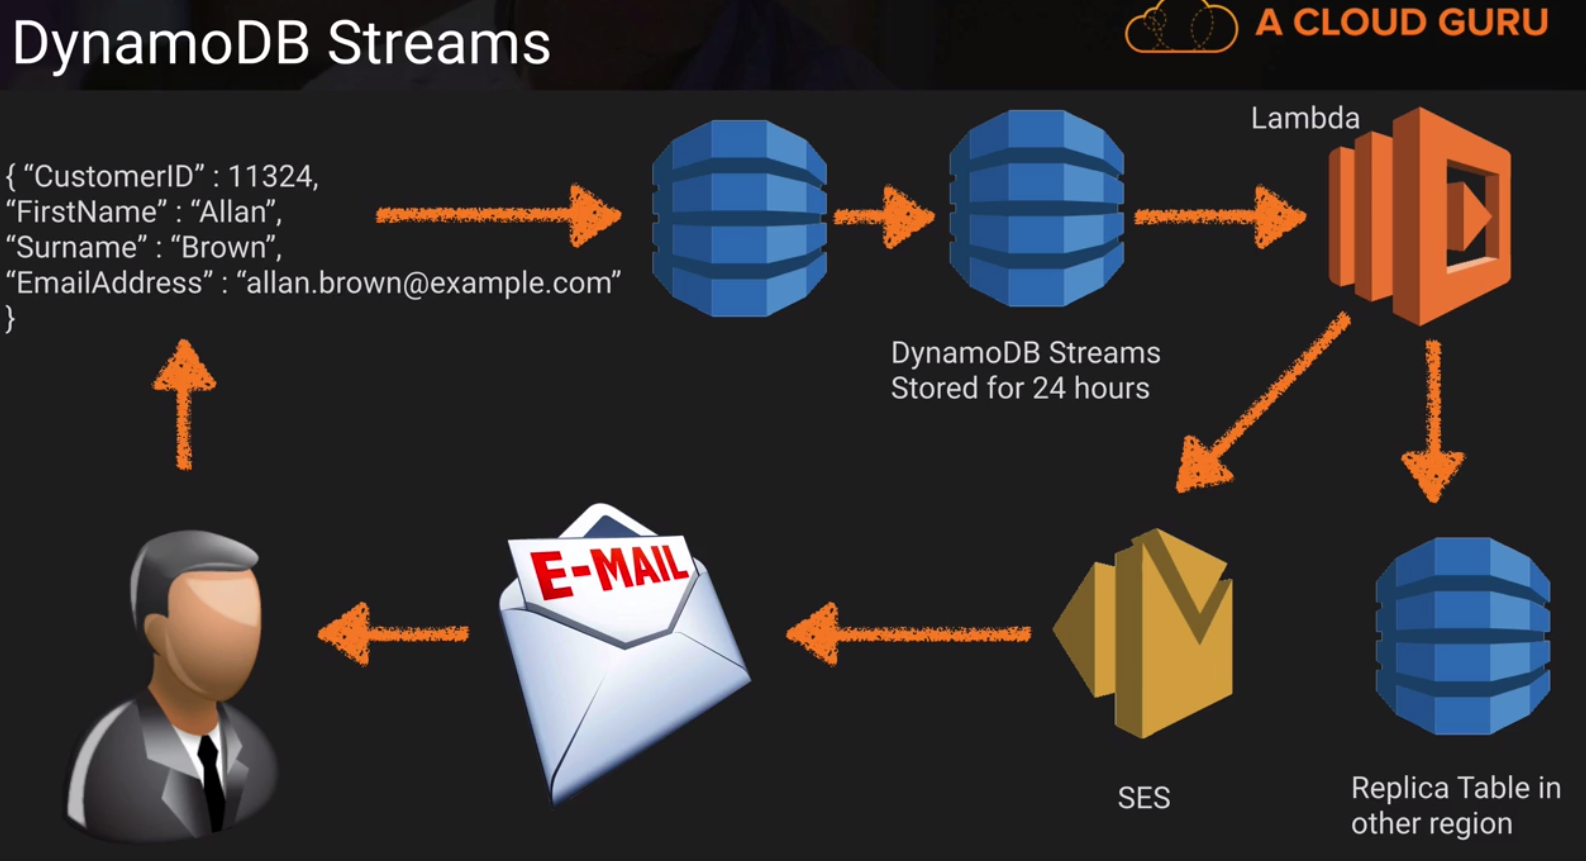 DynamoDB Streams
A CLOUD GURU
Lambda
{ “CustomerID” : 11324,
“FirstName” : “Allan”,
“Surname” : “Brown”,
“EmailAddress” : “allan.brown@example.com”
}
DynamoDB Streams
Stored for 24 hours
E-MAIL
SES
Replica Table in
other region